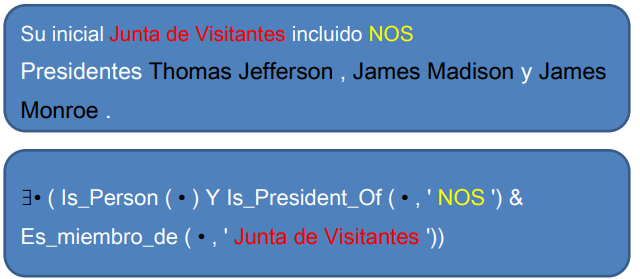 Su inicial Junta de Visitantes incluido NOS
Presidentes Thomas Jefferson , James Madison y James
Monroe .
∃• ( Is_Person ( • ) Y Is_President_Of ( • , ' NOS ') &
Es_miembro_de ( • , ' Junta de Visitantes '))